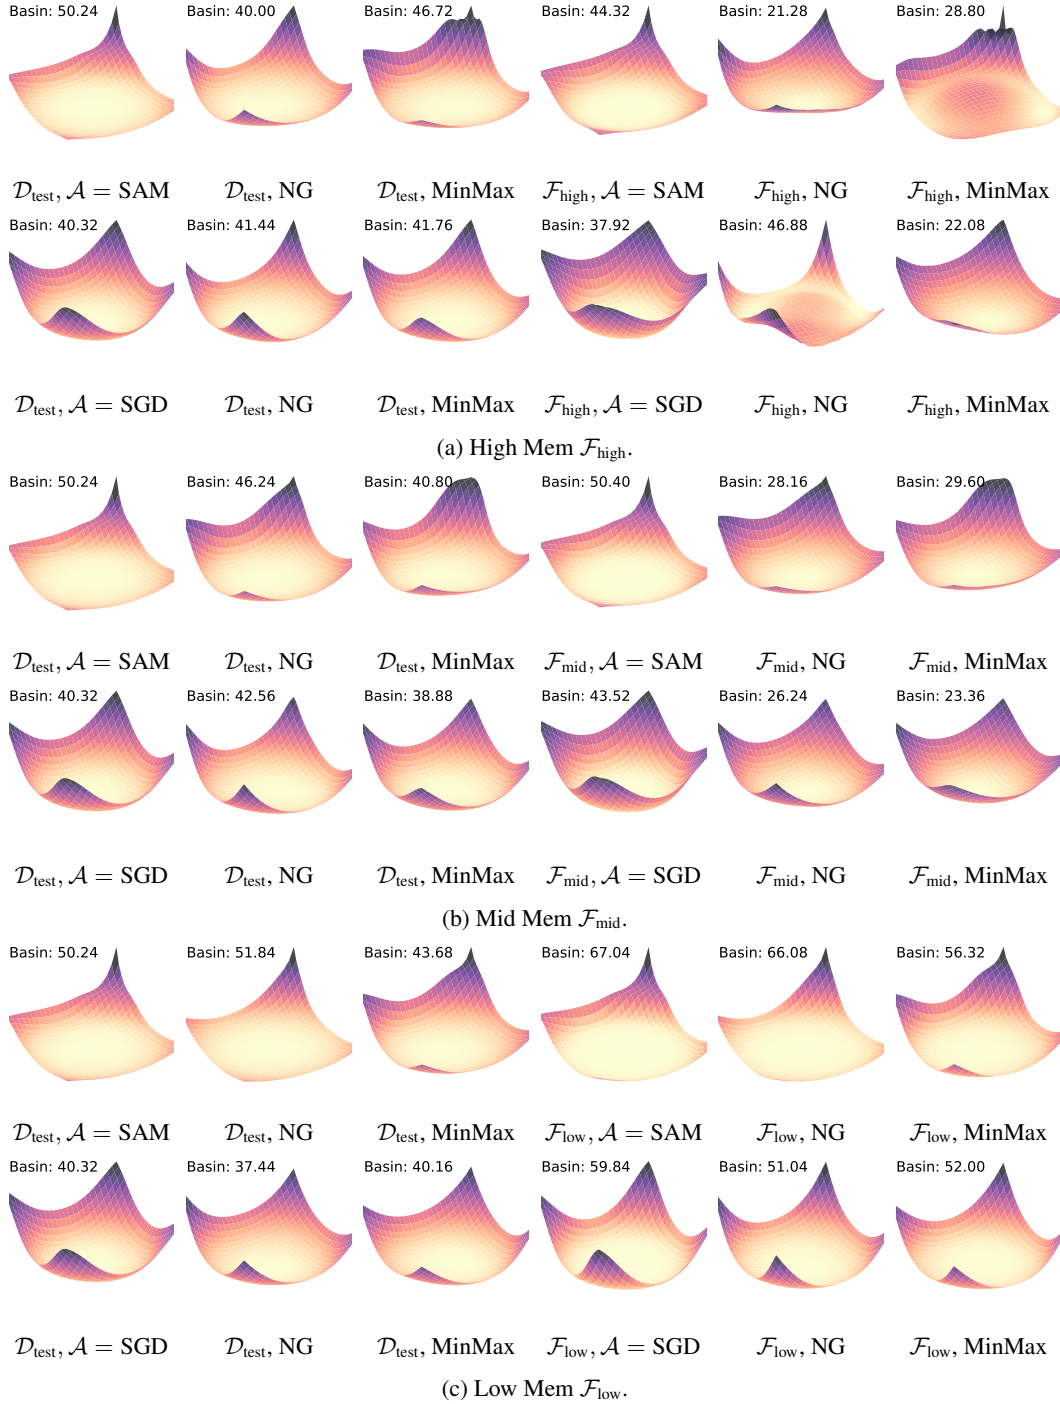 Basin: 50.24 Basin: 40.00 Basin: 46.72 Basin: 44.32 Basin: 21.28 Basin: 28.80
𝒟test, 𝒜 = SAM 𝒟test, NG 𝒟test, MinMax ℱhigh, 𝒜 = SAM ℱhigh, NG ℱhigh, MinMax
Basin: 40.32 Basin: 41.44 Basin: 41.76 Basin: 37.92 Basin: 46.88 Basin: 22.08
𝒟test, 𝒜 = SGD 𝒟test, NG 𝒟test, MinMax ℱhigh, 𝒜 = SGD ℱhigh, NG ℱhigh, MinMax
(a) High Mem ℱhigh.
Basin: 50.24 Basin: 46.24 Basin: 40.80 Basin: 50.40 Basin: 28.16 Basin: 29.60
𝒟test, 𝒜 = SAM 𝒟test, NG 𝒟test, MinMax ℱmid, 𝒜 = SAM ℱmid, NG ℱmid, MinMax
Basin: 40.32 Basin: 42.56 Basin: 38.88 Basin: 43.52 Basin: 26.24 Basin: 23.36
𝒟test, 𝒜 = SGD 𝒟test, NG 𝒟test, MinMax ℱmid, 𝒜 = SGD ℱmid, NG ℱmid, MinMax
(b) Mid Mem ℱmid.
Basin: 50.24 Basin: 51.84 Basin: 43.68 Basin: 67.04 Basin: 66.08 Basin: 56.32
𝒟test, 𝒜 = SAM 𝒟test, NG 𝒟test, MinMax ℱlow, 𝒜 = SAM ℱlow, NG ℱlow, MinMax
Basin: 40.32 Basin: 37.44 Basin: 40.16 Basin: 59.84 Basin: 51.04 Basin: 52.00
𝒟test, 𝒜 = SGD 𝒟test, NG 𝒟test, MinMax ℱlow, 𝒜 = SGD ℱlow, NG ℱlow, MinMax
(c) Low Mem ℱlow.